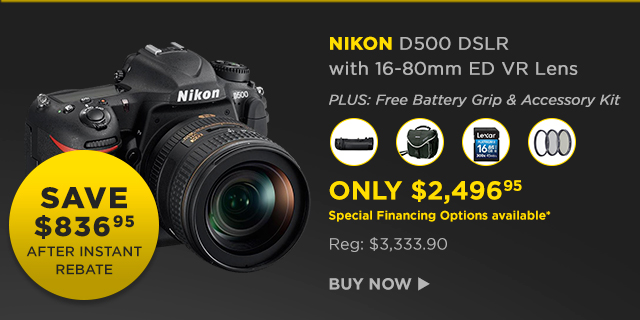 NIKON D500 DSLR
with 16-80mm ED VR Lens
PLUS: Free Battery Grip & Accessory Kit
Nikon
D500
Lexar
16 GB
ONLY $2,496⁹⁵
Special Financing Options available*
Reg: $3,333.90
BUY NOW ▶
SAVE
$836⁹⁵
AFTER INSTANT
REBATE